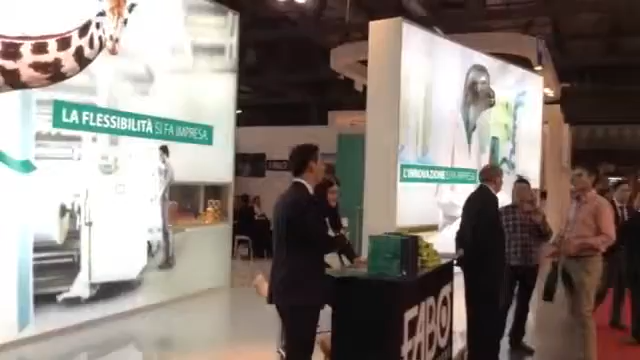 LA FLESSIBILITÀ SI FA IMPRESA
L'INNOVAZIONE SI FA IMPRESA
FABO